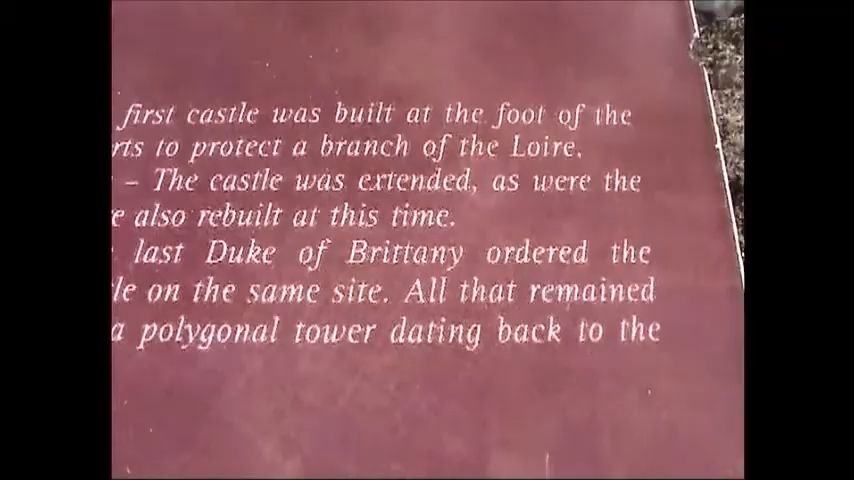 first castle was built at the foot of the
rts to protect a branch of the Loire.
– The castle was extended, as were the
e also rebuilt at this time.
last Duke of Brittany ordered the
le on the same site. All that remained
a polygonal tower dating back to the